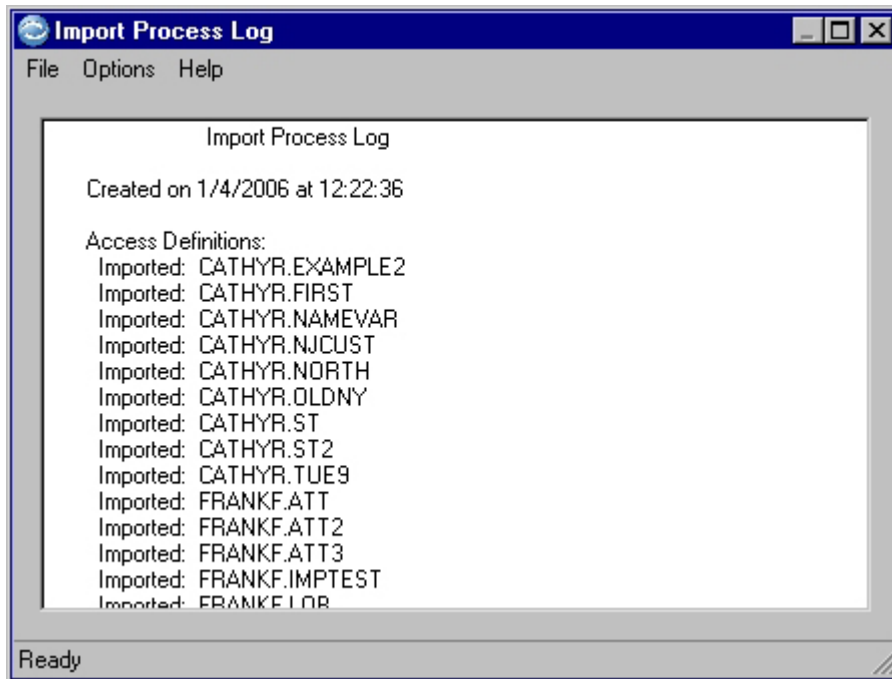 Import Process Log
File Options Help
Import Process Log
Created on 1/4/2006 at 12:22:36
Access Definitions:
Imported: CATHYR.EXAMPLE2
Imported: CATHYR.FIRST
Imported: CATHYR.NAMEVAR
Imported: CATHYR.NJCUST
Imported: CATHYR.NORTH
Imported: CATHYR.OLDNY
Imported: CATHYR.ST
Imported: CATHYR.ST2
Imported: CATHYR.TUE9
Imported: FRANKF.ATT
Imported: FRANKF.ATT2
Imported: FRANKF.ATT3
Imported: FRANKF.IMPTEST
Imported:
Ready